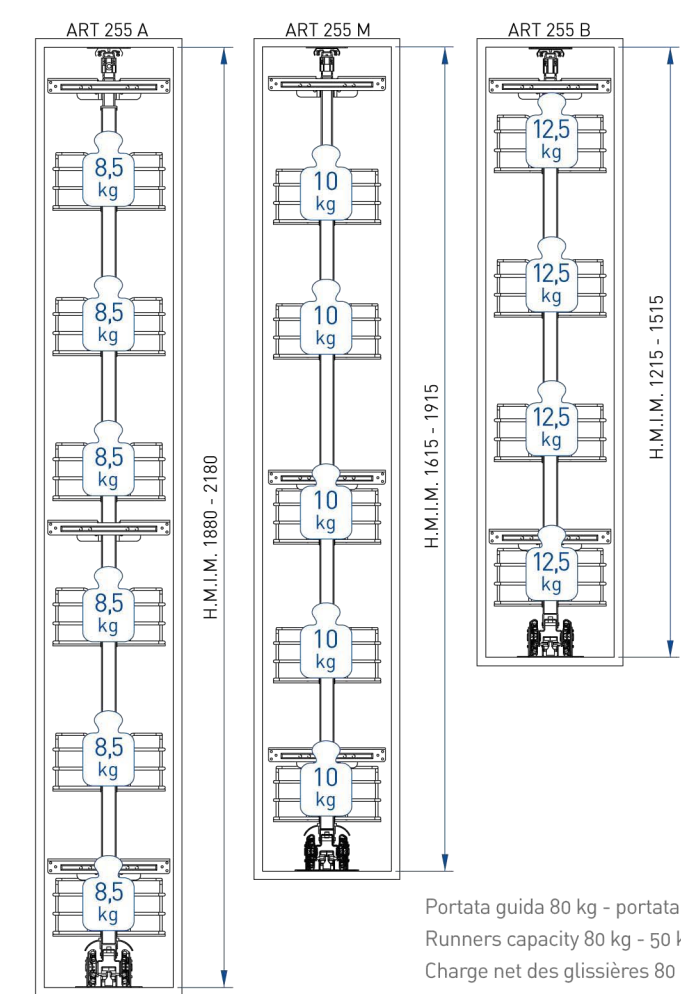 ART 255 A
8,5
kg
8,5
kg
8,5
kg
8,5
kg
8,5
kg
8,5
kg
H.M.I.M. 1880 - 2180
ART 255 M
10
kg
10
kg
10
kg
10
kg
10
kg
H.M.I.M. 1615 - 1915
ART 255 B
12,5
kg
12,5
kg
12,5
kg
12,5
kg
H.M.I.M. 1215 - 1515
Portata guida 80 kg - portata
Runners capacity 80 kg - 50
Charge net des glissières 80